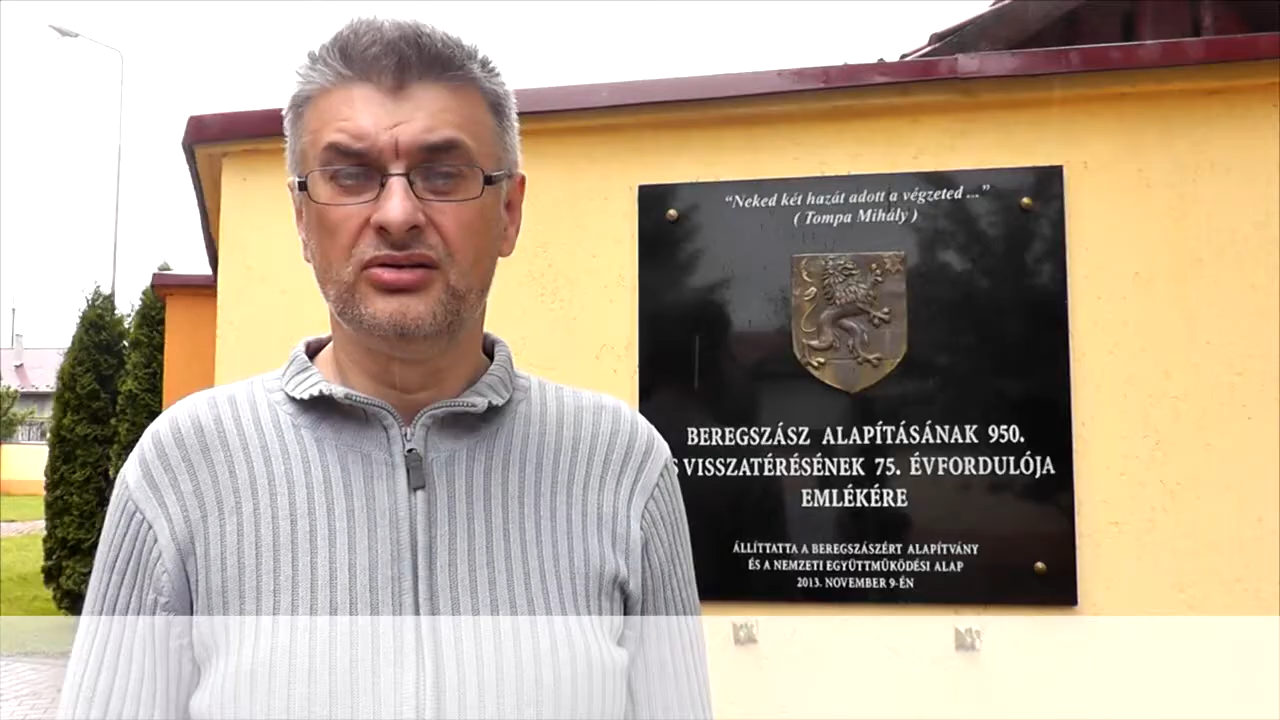 “Neked két hazát adott a végzeted ...”
( Tompa Mihály )
BEREGSZÁSZ ALAPÍTÁSÁNAK 950.
S VISSZATÉRÉSÉNEK 75. ÉVFORDULÓJA
EMLÉKÉRE
ÁLLÍTTATTA A BEREGSZÁSZÉRT ALAPÍTVÁNY
ÉS A NEMZETI EGYÜTTMŰKÖDÉSI ALAP
2013. NOVEMBER 9-ÉN